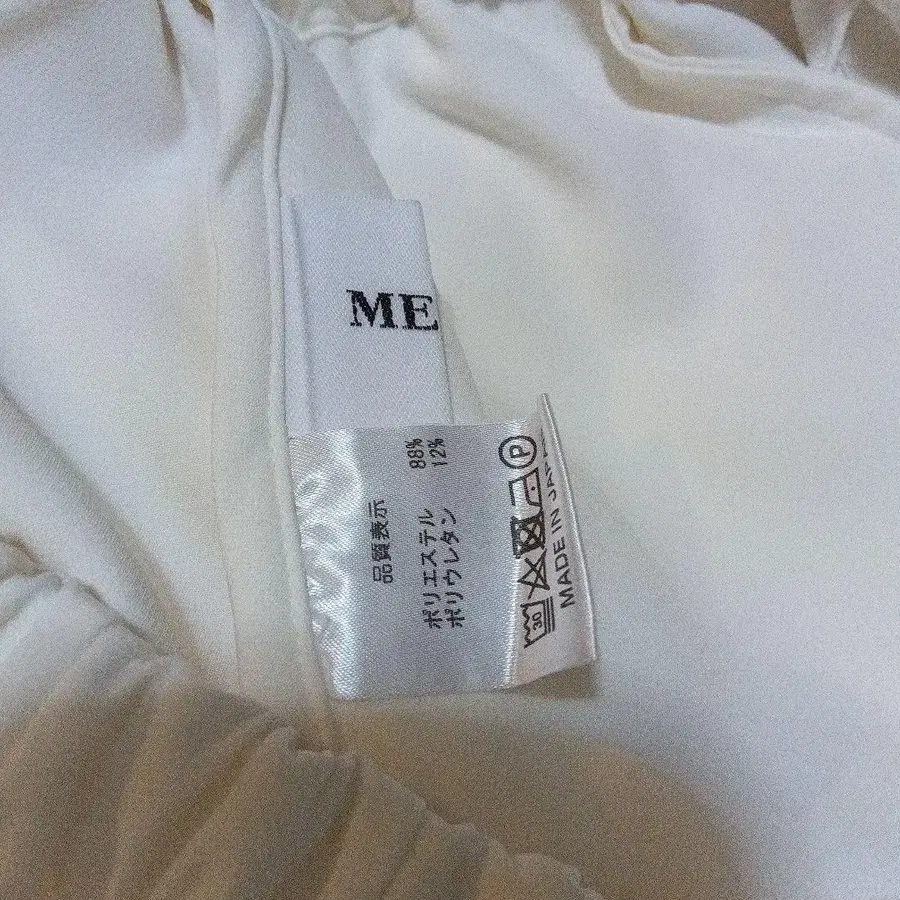 ME
品質表示
ポリエステル 88%
ポリウレタン 12%
30
P
MADE IN JAPAN